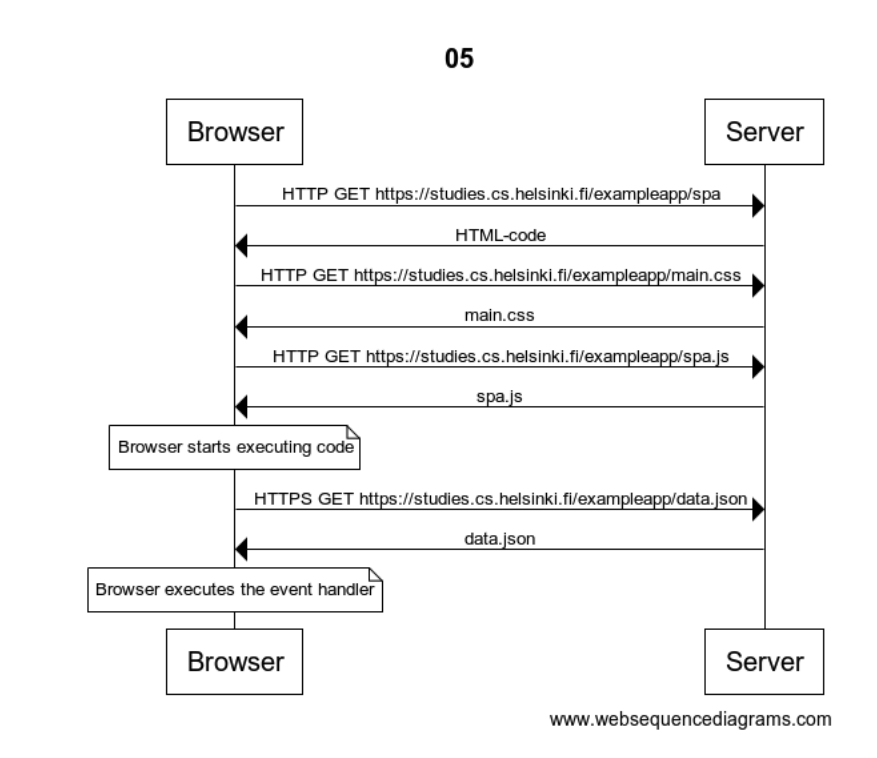 05
Browser
Server
HTTP GET https://studies.cs.helsinki.fi/exampleapp/spa
HTML-code
HTTP GET https://studies.cs.helsinki.fi/exampleapp/main.css
main.css
HTTP GET https://studies.cs.helsinki.fi/exampleapp/spa.js
spa.js
Browser starts executing code
HTTPS GET https://studies.cs.helsinki.fi/exampleapp/data.json
data.json
Browser executes the event handler
Browser
Server
www.websequencediagrams.com